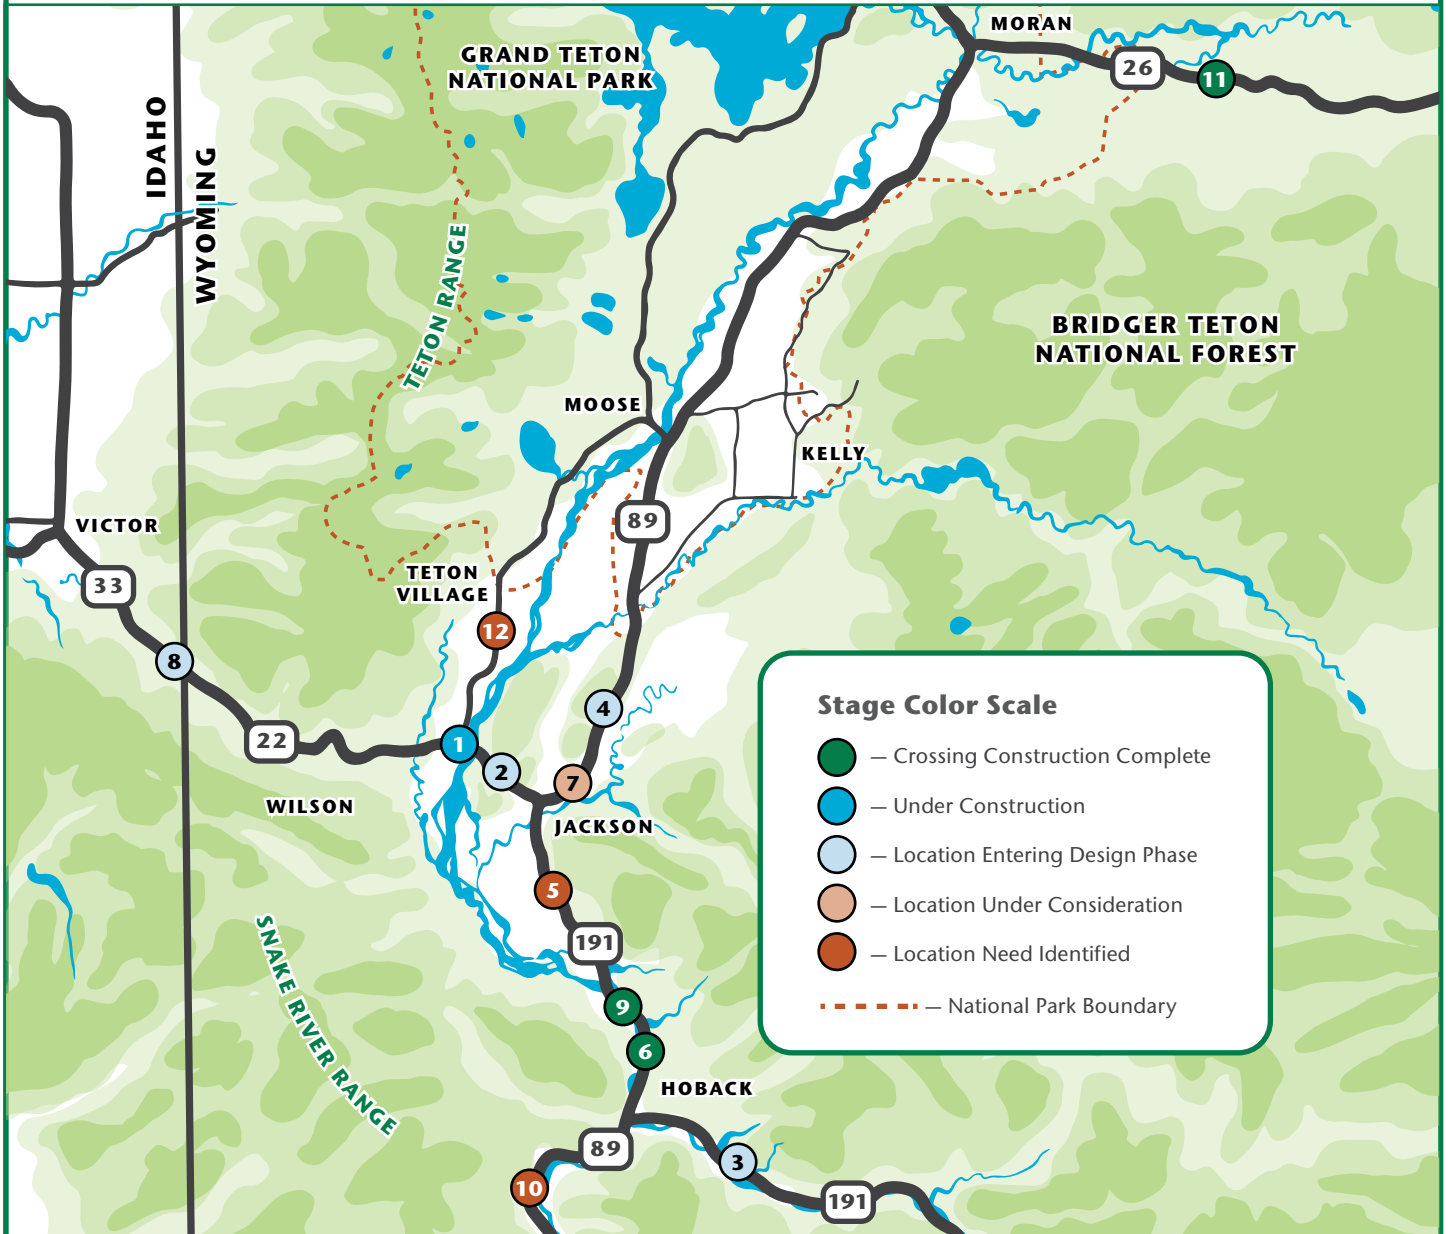 MORAN
GRAND TETON
NATIONAL PARK
26
11
IDAHO
WYOMING
TETON RANGE
BRIDGER TETON
NATIONAL FOREST
MOOSE
KELLY
89
VICTOR
33
TETON
VILLAGE
12
8
4
22
1
2
7
WILSON
JACKSON
5
191
SNAKE RIVER RANGE
9
6
HOBACK
89
3
10
191
Stage Color Scale
— Crossing Construction Complete
— Under Construction
— Location Entering Design Phase
— Location Under Consideration
— Location Need Identified
— National Park Boundary